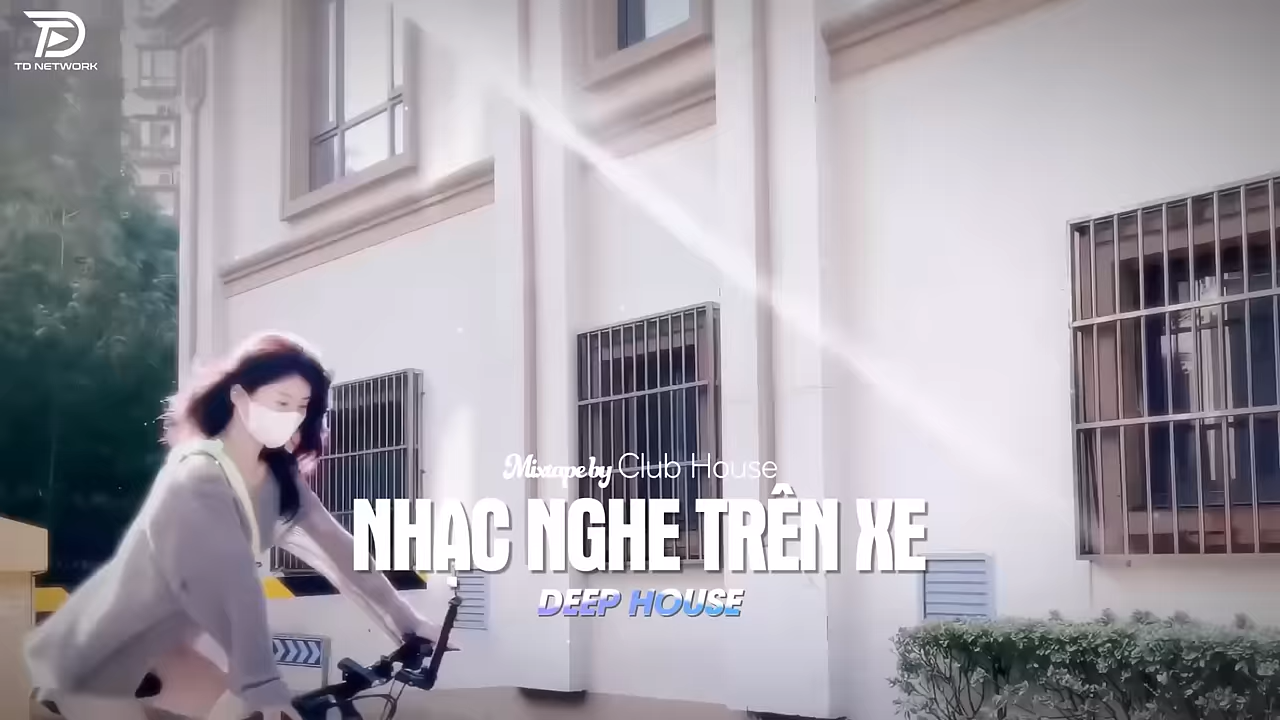 TD NETWORK
Mixtape by Club House
NHẠC NGHE TRÊN XE
DEEP HOUSE